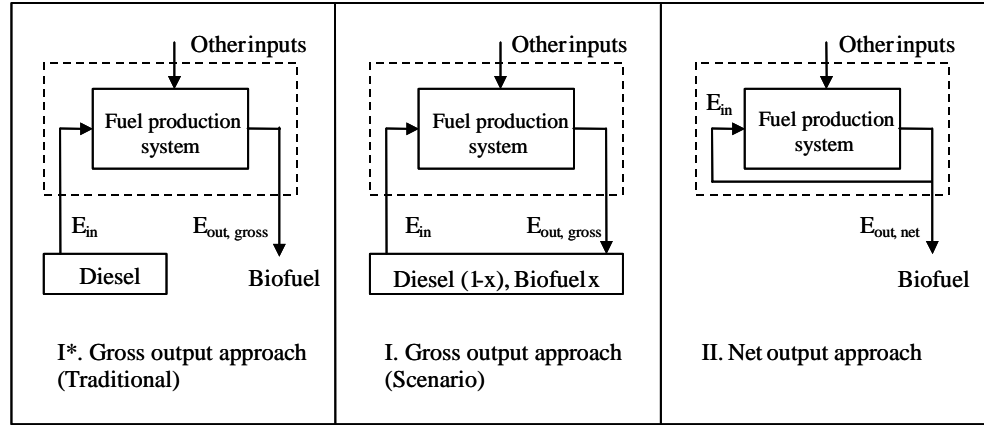 Other inputs
Fuel production
system
E_in
E_out, gross
Diesel
Biofuel
I*. Gross output approach
(Traditional)
Other inputs
Fuel production
system
E_in
E_out, gross
Diesel (1-x), Biofuel x
I. Gross output approach
(Scenario)
Other inputs
E_in
Fuel production
system
E_out, net
Biofuel
II. Net output approach